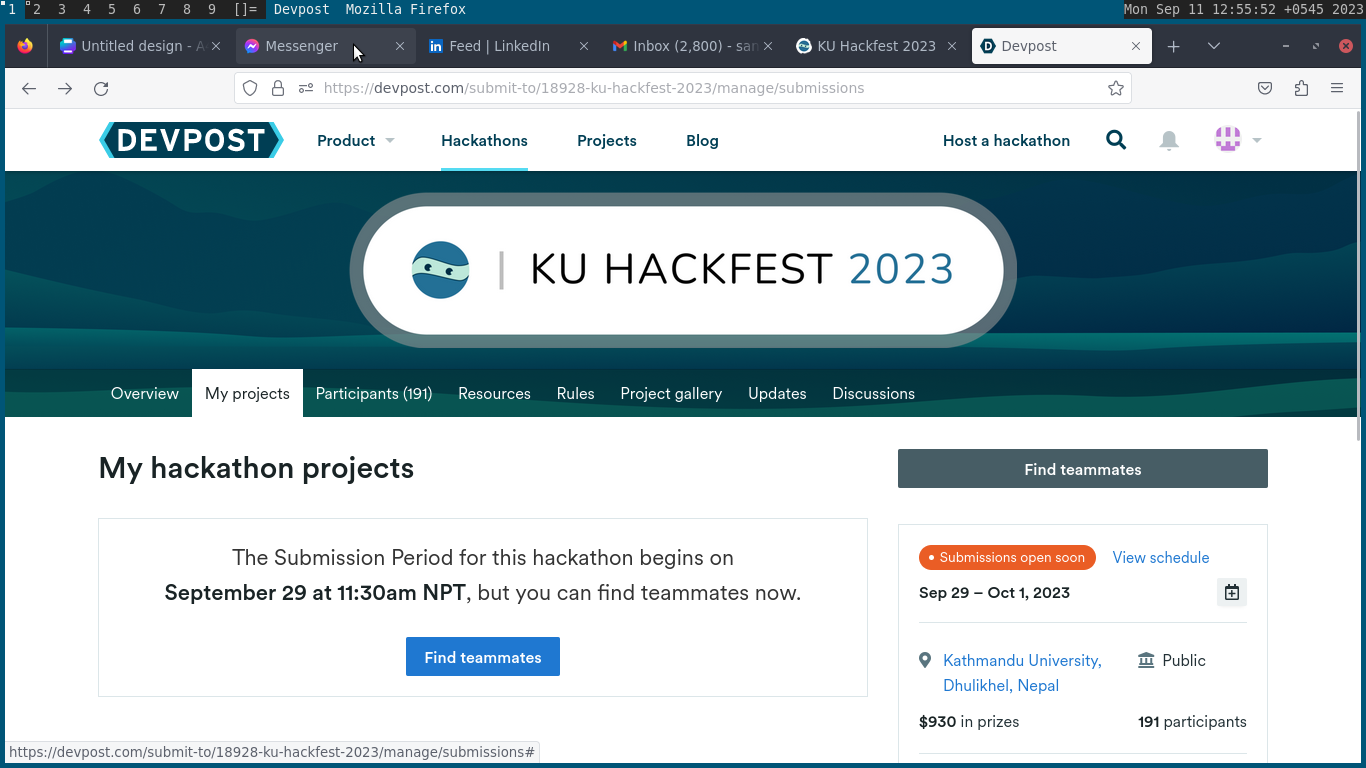 1 2 3 4 5 6 7 8 9 []= Devpost Mozilla Firefox Mon Sep 11 12:55:52 +0545 2023
Untitled design - A Messenger Feed | LinkedIn Inbox (2,800) - san KU Hackfest 2023 Devpost
https://devpost.com/submit-to/18928-ku-hackfest-2023/manage/submissions
DEVPOST Product Hackathons Projects Blog Host a hackathon
| KU HACKFEST 2023
Overview My projects Participants (191) Resources Rules Project gallery Updates Discussions
My hackathon projects
Find teammates
The Submission Period for this hackathon begins on
September 29 at 11:30am NPT, but you can find teammates now.
Find teammates
• Submissions open soon View schedule
Sep 29 – Oct 1, 2023
Kathmandu University, Public
Dhulikhel, Nepal
$930 in prizes 191 participants
https://devpost.com/submit-to/18928-ku-hackfest-2023/manage/submissions#